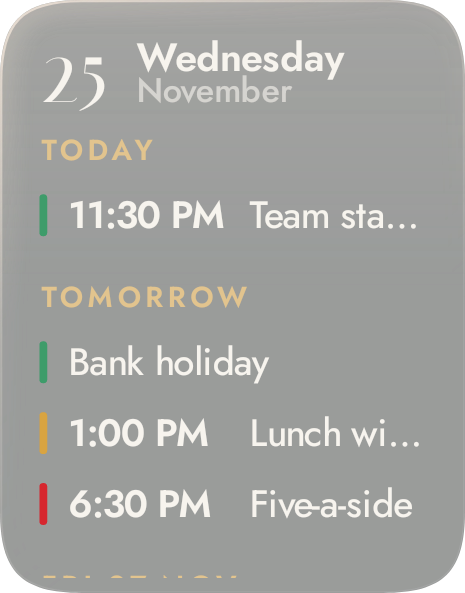 25 Wednesday
November
TODAY
11:30 PM Team sta...
TOMORROW
Bank holiday
1:00 PM Lunch wi...
6:30 PM Five-a-side